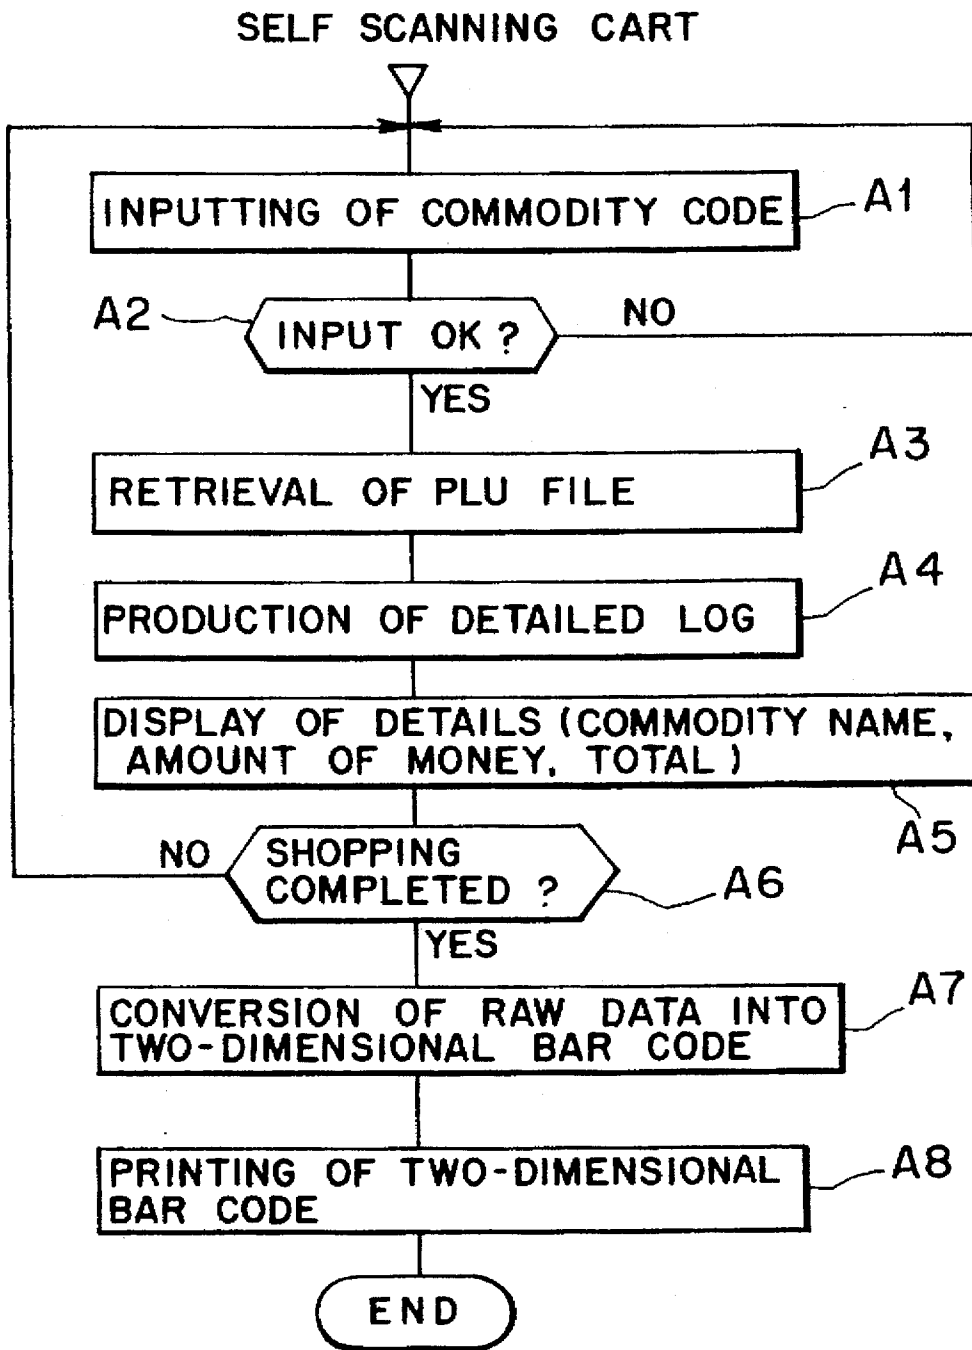 SELF SCANNING CART
INPUTTING OF COMMODITY CODE
A1
A2
INPUT OK?
NO
YES
A3
RETRIEVAL OF PLU FILE
A4
PRODUCTION OF DETAILED LOG
DISPLAY OF DETAILS (COMMODITY NAME,
AMOUNT OF MONEY, TOTAL)
A5
NO
SHOPPING
COMPLETED ?
A6
YES
A7
CONVERSION OF RAW DATA INTO
TWO-DIMENSIONAL BAR CODE
PRINTING OF TWO-DIMENSIONAL
BAR CODE
A8
END